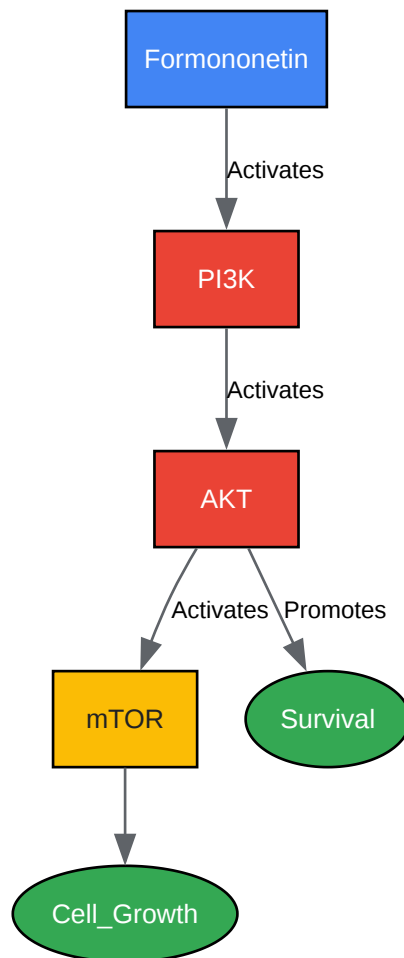 Formononetin
Activates
PI3K
Activates
AKT
Activates Promotes
mTOR
Survival
Cell_Growth